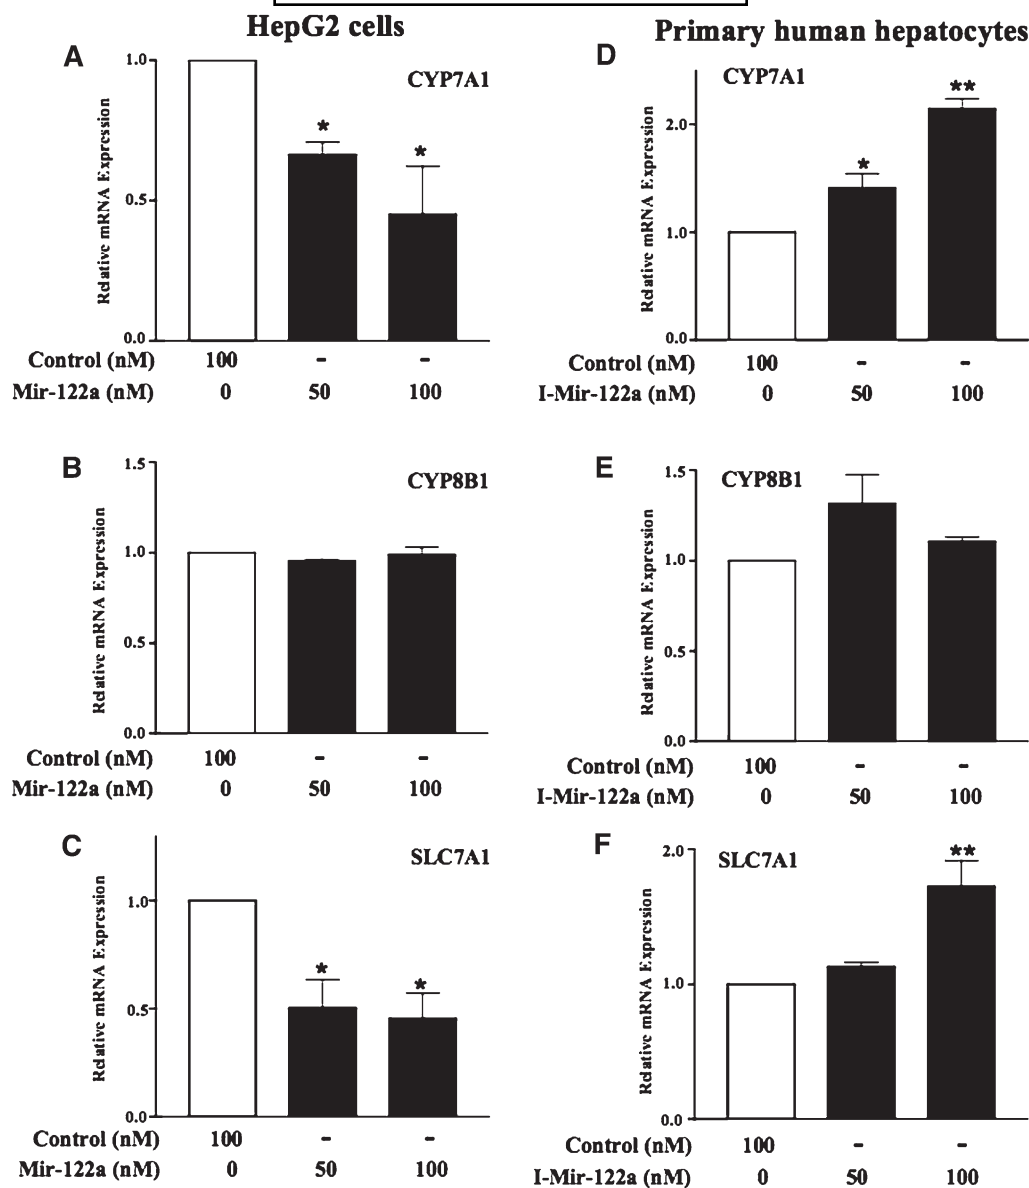 HepG2 cells
A
CYP7A1
Relative mRNA Expression
1.0
0.5
0.0
*
*
Control (nM) 100 - -
Mir-122a (nM) 0 50 100
B
CYP8B1
Relative mRNA Expression
1.5
1.0
0.5
0.0
Control (nM) 100 - -
Mir-122a (nM) 0 50 100
C
SLC7A1
Relative mRNA Expression
1.0
0.5
0.0
*
*
Control (nM) 100 - -
Mir-122a (nM) 0 50 100
Primary human hepatocytes
D
CYP7A1
Relative mRNA Expression
2.0
1.0
0.0
*
**
Control (nM) 100 - -
I-Mir-122a (nM) 0 50 100
E
CYP8B1
Relative mRNA Expression
1.5
1.0
0.5
0.0
Control (nM) 100 - -
I-Mir-122a (nM) 0 50 100
F
SLC7A1
Relative mRNA Expression
2.0
1.0
0.0
**
Control (nM) 100 - -
I-Mir-122a (nM) 0 50 100